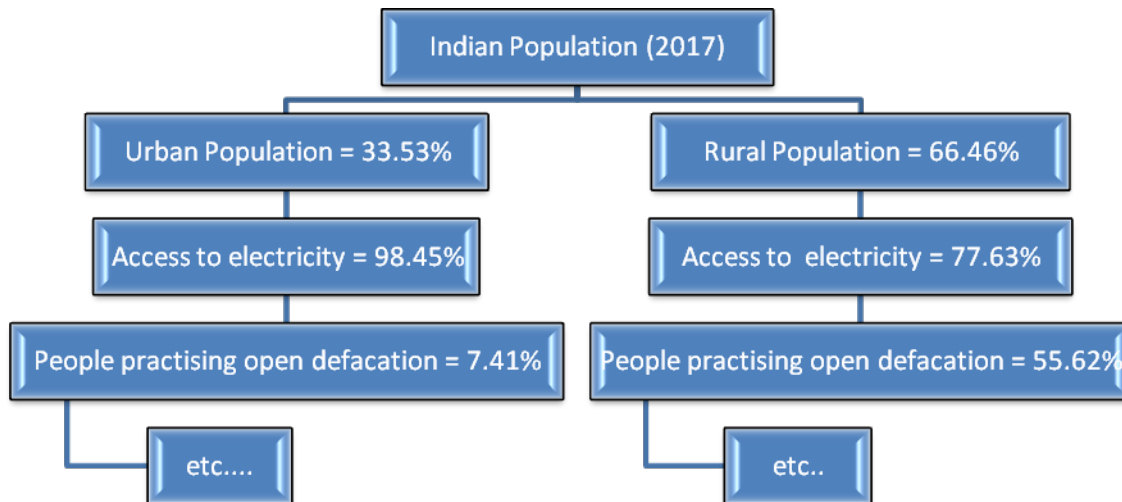 Indian Population (2017)
Urban Population = 33.53%
Rural Population = 66.46%
Access to electricity = 98.45%
Access to electricity = 77.63%
People practising open defacation = 7.41%
People practising open defacation = 55.62%
etc....
etc..